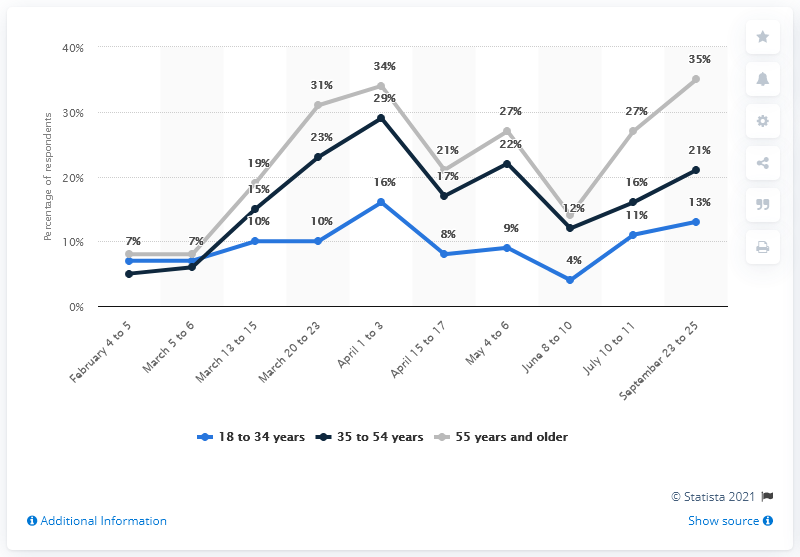 40%
30%
20%
10%
0%
Percentage of respondents
7% 7% 19% 31% 34% 21% 27% 12% 27% 35%
15% 23% 29% 17% 22% 16% 21%
10% 10% 16% 8% 9% 4% 11% 13%
February 4 to 5
March 5 to 6
March 13 to 15
March 20 to 23
April 1 to 3
April 15 to 17
May 4 to 6
June 8 to 10
July 10 to 11
September 23 to 25
18 to 34 years 35 to 54 years 55 years and older
© Statista 2021
Additional Information Show source